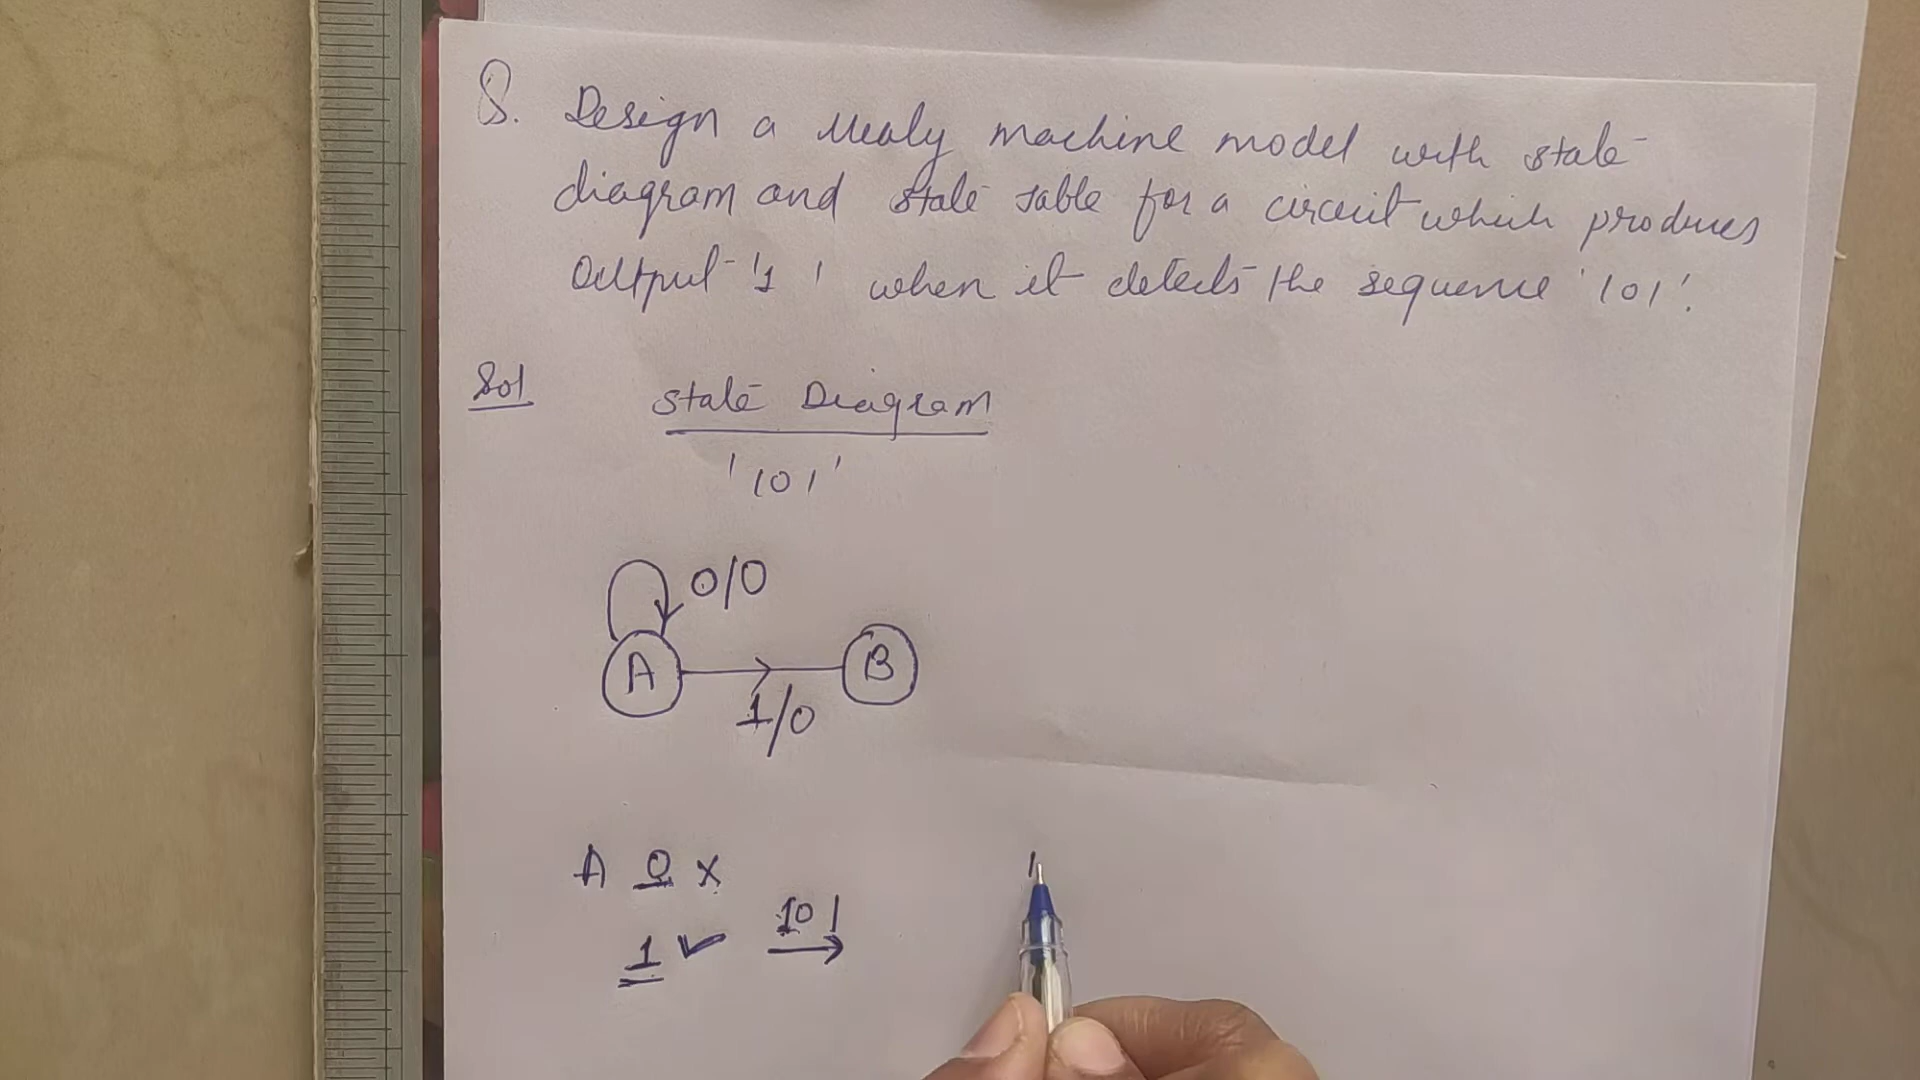 Q. Design a Mealy machine model with state
diagram and state table for a circuit which produces
output '1' when it detects the sequence '101'.
Sol
State Diagram
'101'
0/0
A
B
1/0
A 0 x
1 ✓ 101